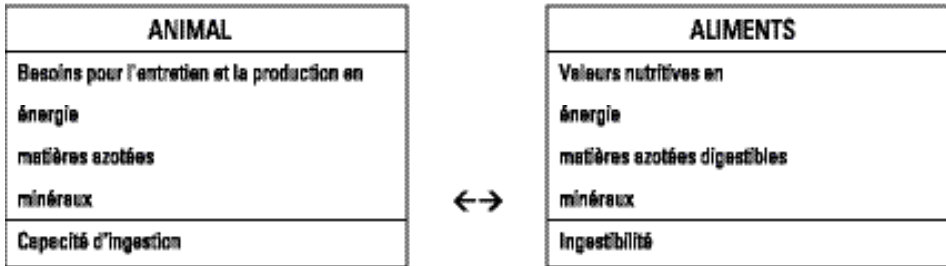 ANIMAL
Besoins pour l'entretien et la production en
énergie
matières azotées
minéraux
Capacité d'ingestion
ALIMENTS
Valeurs nutritives en
énergie
matières azotées digestibles
minéraux
Ingestibilité